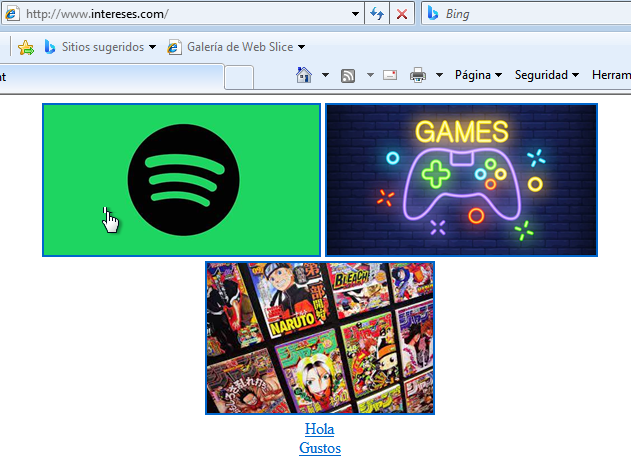 http://www.intereses.com/
Bing
Sitios sugeridos
Galería de Web Slice
nt
Página
Seguridad
Herram
GAMES
NARUTO
BLEACH
Hola
Gustos